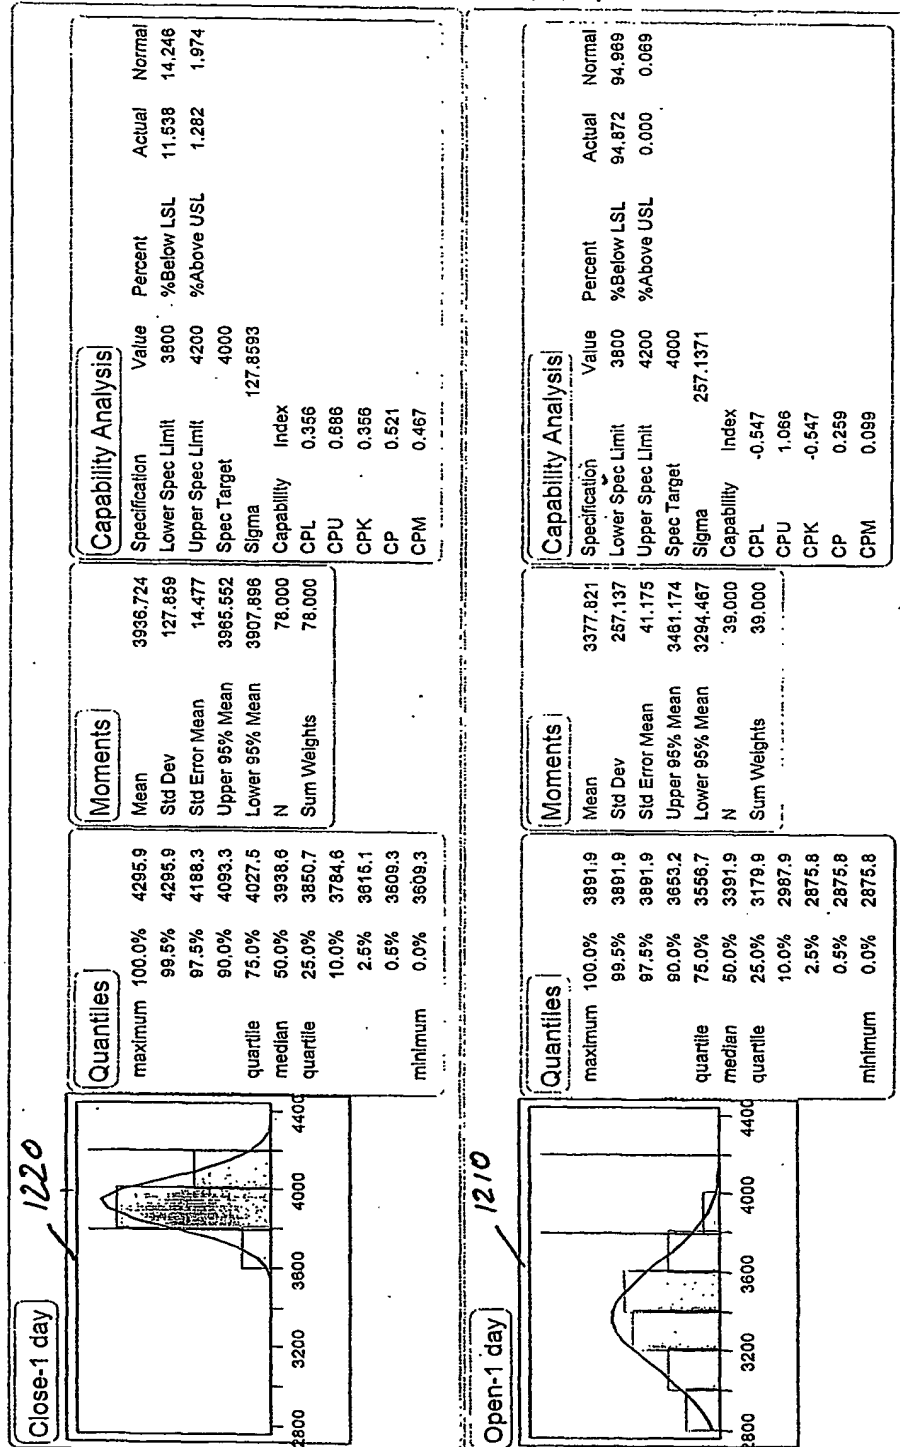 Close-1 day
1220
2800 3200 3600 4000 4400
Quantiles
maximum 100.0% 4295.9
99.5% 4295.9
97.5% 4188.3
90.0% 4093.3
quartile 75.0% 4027.5
median 50.0% 3938.6
quartile 25.0% 3850.7
10.0% 3784.6
2.5% 3615.1
0.5% 3609.3
minimum 0.0% 3609.3
Moments
Mean 3936.724
Std Dev 127.859
Std Error Mean 14.477
Upper 95% Mean 3965.552
Lower 95% Mean 3907.896
N 78.000
Sum Weights 78.000
Capability Analysis
Specification Value Percent Actual Normal
Lower Spec Limit 3800 %Below LSL 11.538 14.246
Upper Spec Limit 4200 %Above USL 1.282 1.974
Spec Target 4000
Sigma 127.8593
Capability Index
CPL 0.356
CPU 0.686
CPK 0.356
CP 0.521
CPM 0.467
Open-1 day
1210
2800 3200 3600 4000 4400
Quantiles
maximum 100.0% 3891.9
99.5% 3891.9
97.5% 3891.9
90.0% 3653.2
quartile 75.0% 3556.7
median 50.0% 3391.9
quartile 25.0% 3179.9
10.0% 2987.9
2.5% 2875.8
0.5% 2875.8
minimum 0.0% 2875.8
Moments
Mean 3377.821
Std Dev 257.137
Std Error Mean 41.175
Upper 95% Mean 3461.174
Lower 95% Mean 3294.467
N 39.000
Sum Weights 39.000
Capability Analysis
Specification Value Percent Actual Normal
Lower Spec Limit 3800 %Below LSL 94.872 94.969
Upper Spec Limit 4200 %Above USL 0.000 0.069
Spec Target 4000
Sigma 257.1371
Capability Index
CPL -0.547
CPU 1.066
CPK -0.547
CP 0.259
CPM 0.099